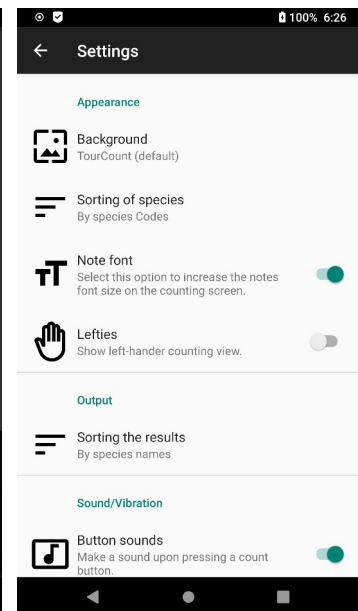 100% 6:26
Settings
Appearance
Background
TourCount (default)
Sorting of species
By species Codes
Note font
Select this option to increase the notes
font size on the counting screen.
Lefties
Show left-hander counting view.
Output
Sorting the results
By species names
Sound/Vibration
Button sounds
Make a sound upon pressing a count
button.